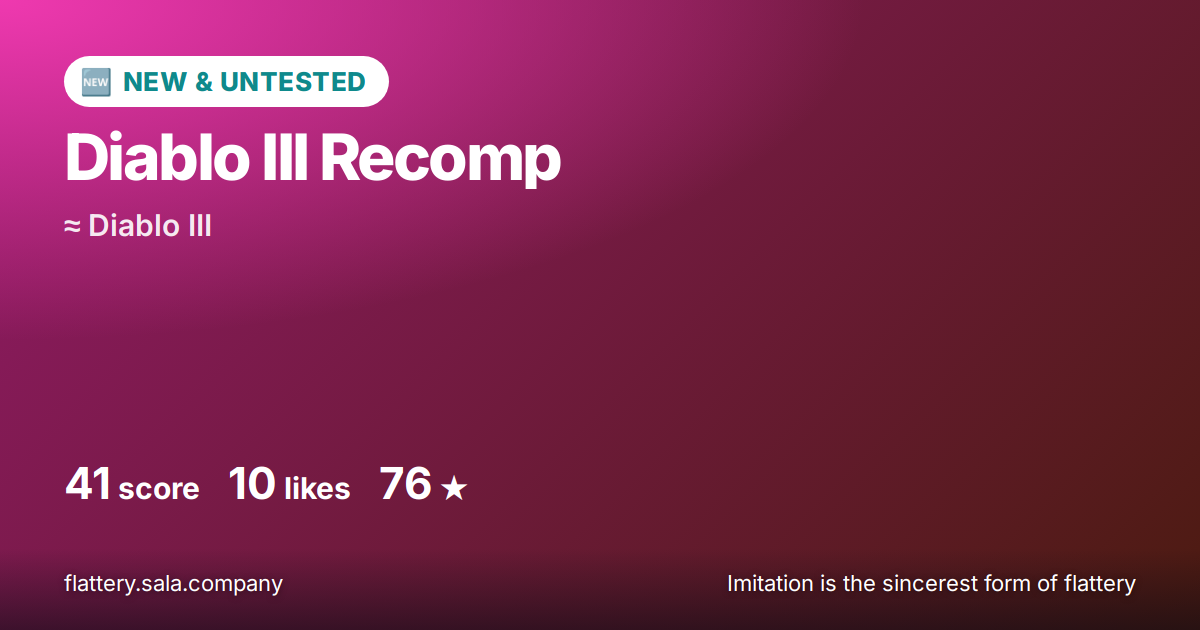 🆕 NEW & UNTESTED
Diablo III Recomp
≈ Diablo III
41 score 10 likes 76 ★
flattery.sala.company
Imitation is the sincerest form of flattery